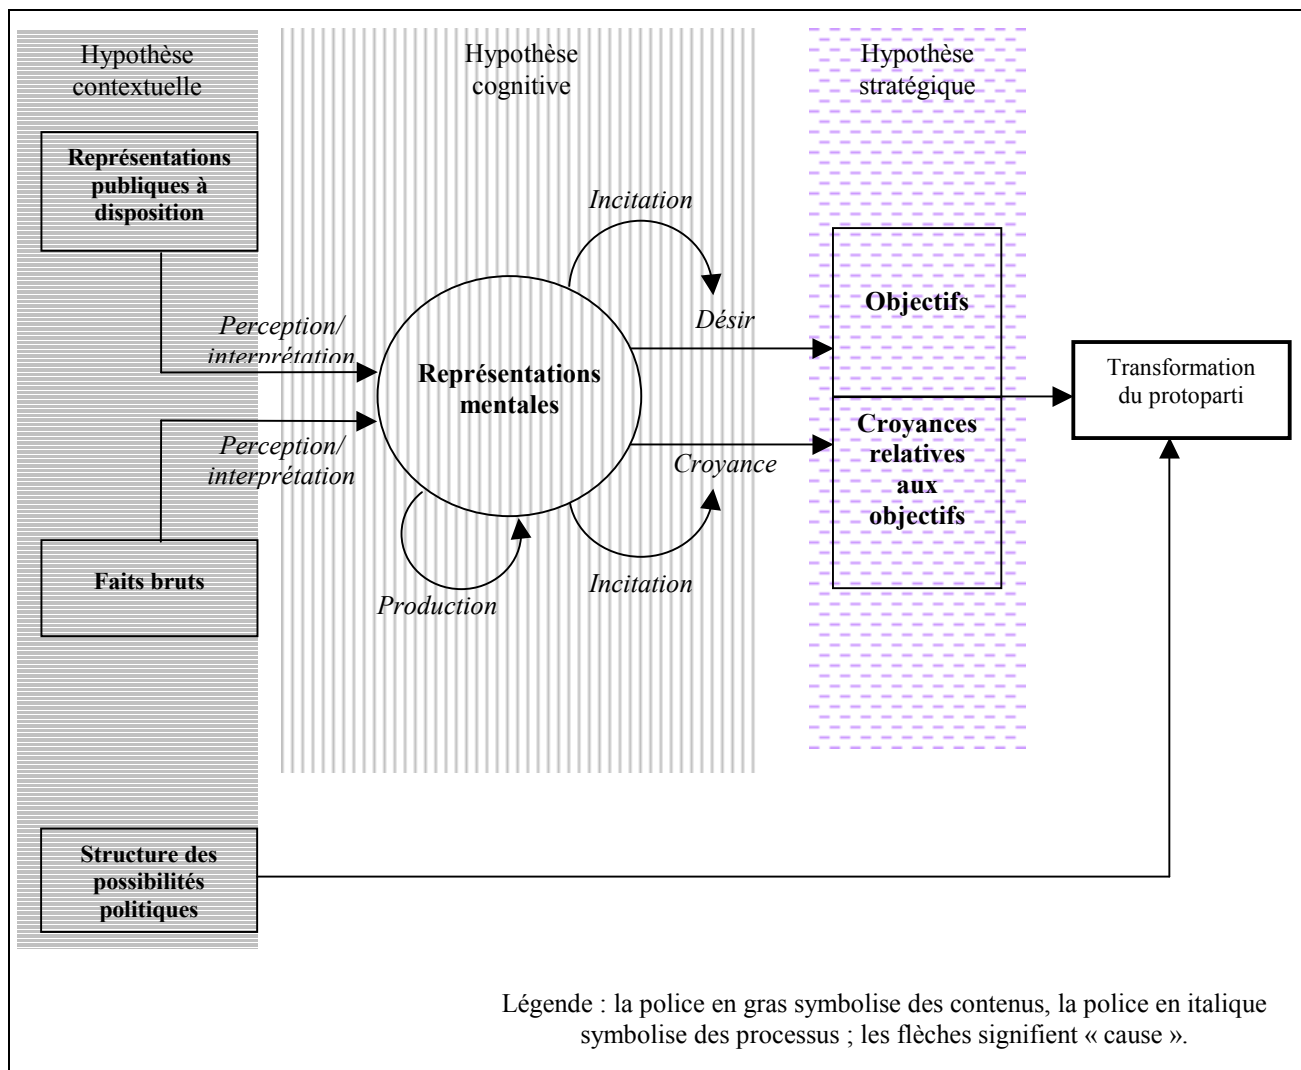 Hypothèse
contextuelle
Hypothèse
cognitive
Hypothèse
stratégique
Représentations
publiques à
disposition
Incitation
Perception/
interprétation
Désir
Objectifs
Représentations
mentales
Transformation
du protoparti
Perception/
interprétation
Croyance
Croyances
relatives
aux
objectifs
Faits bruts
Production
Incitation
Structure des
possibilités
politiques
Légende : la police en gras symbolise des contenus, la police en italique
symbolise des processus ; les flèches signifient « cause ».